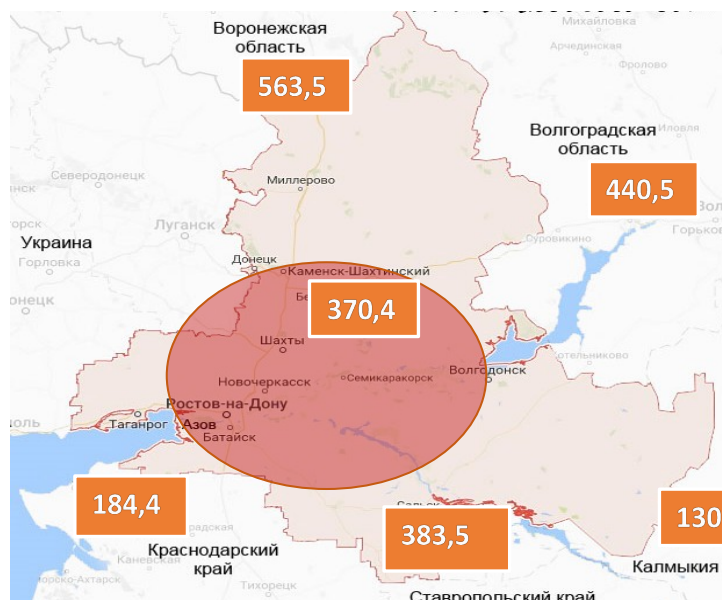 Воронежская
область
563,5
Михайловка
Арчединская
Фролово
Волгоградская
область
Иловля
440,5
Северодонецк
Миллерово
Луганск
Украина
Горловка
Суровикино
Донецк
Каменск-Шахтинский
370,4
Шахты
Волгодонск
Новочеркасск
Семикаракорск
Ростов-на-Дону
Таганрог
Азов
Батайск
184,4
Сальск
383,5
130
Краснодарский
край
Каневская
Калмыкия
Тихорецк
Ставропольский край